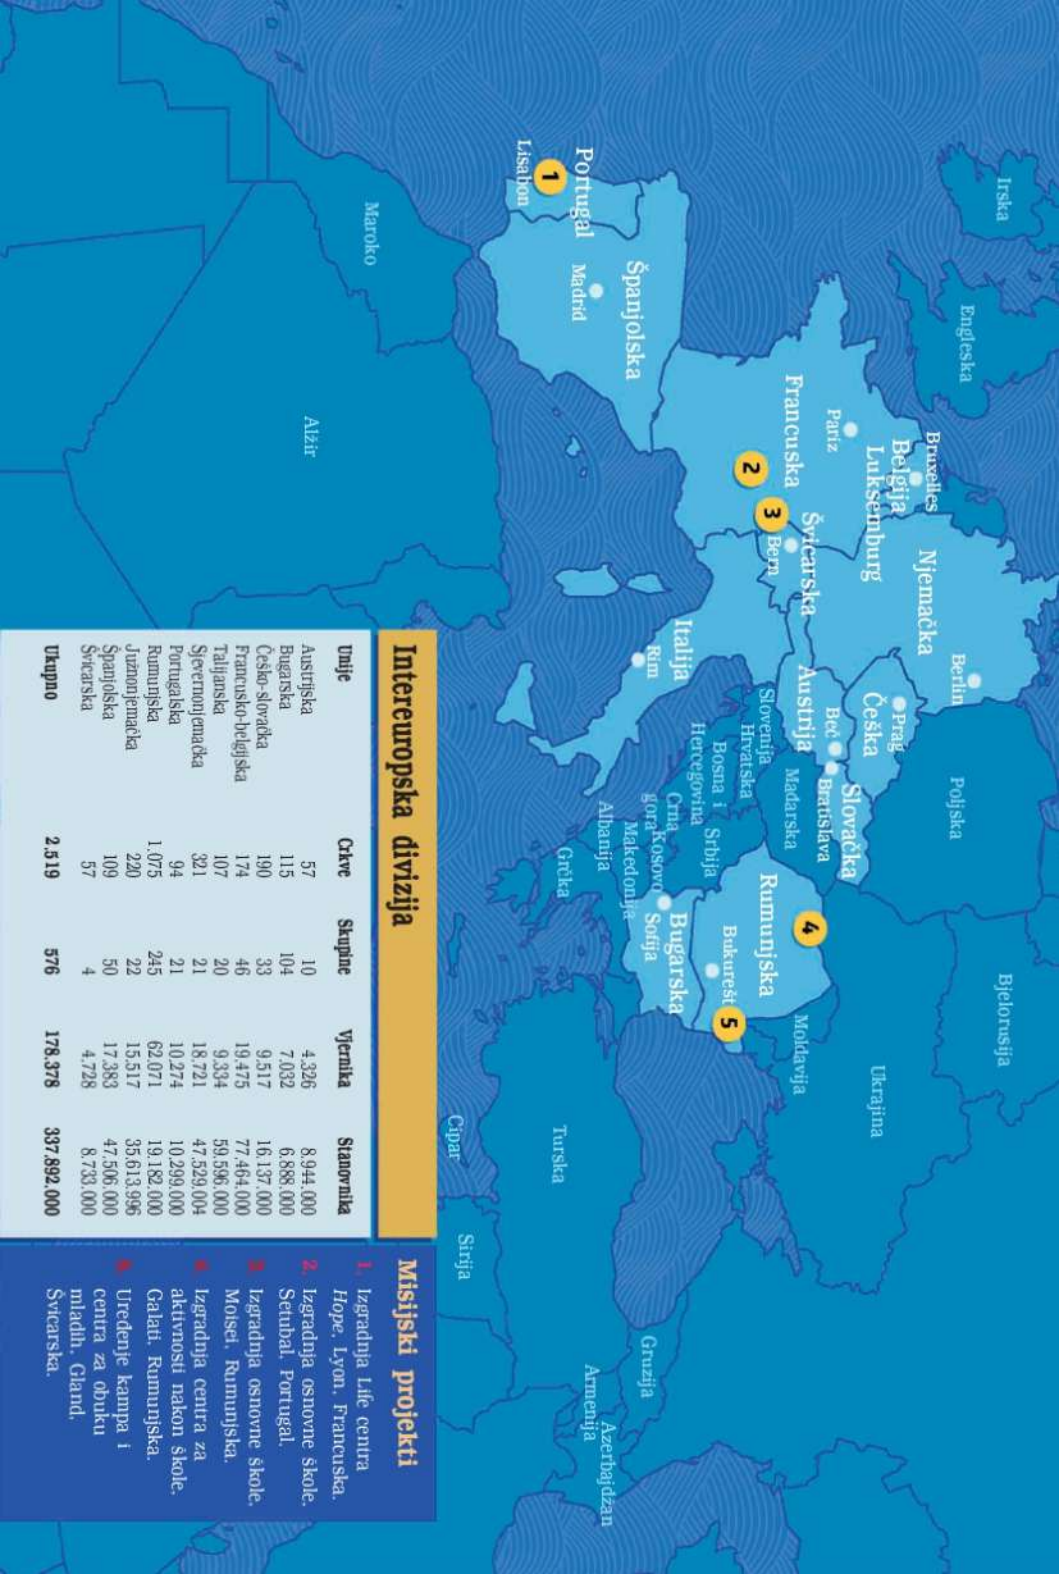 Irska
Engleska
Bruxelles
Belgija
Luksemburg
Pariz
Francuska
Njemačka
Berlin
Prag
Češka
Poljska
Bjelorusija
Ukrajina
Moldavija
Slovačka
Bratislava
Beč
Austrija
Švicarska
Bern
Mađarska
Slovenija
Hrvatska
Bosna i
Hercegovina
Srbija
Crna
gora
Kosovo
Makedonija
Albanija
Grčka
Rumunjska
Bukurešt
Bugarska
Sofija
Italija
Rim
Španjolska
Madrid
Portugal
Lisabon
Maroko
Alžir
Turska
Cipar
Sirija
Gruzija
Armenija
Azerbajdžan
1
2
3
4
5
Intereuropska divizija
Unije Crkve Skupine Vjernika Stanovnika
Austrijska 57 10 4.326 8.944.000
Bugarska 115 104 7.032 6.888.000
Češko-slovačka 190 33 9.517 16.137.000
Francusko-belgijska 174 46 19.475 77.464.000
Talijanska 107 20 9.334 59.596.000
Sjevernonjemačka 321 21 18.721 47.529.004
Portugalska 94 21 10.274 10.299.000
Rumunjska 1.075 245 62.071 19.182.000
Južnonjemačka 220 22 15.517 35.613.996
Španjolska 109 50 17.383 47.506.000
Švicarska 57 4 4.728 8.733.000
Ukupno 2.519 576 178.378 337.892.000
Misijski projekti
1. Izgradnja Life centra
Hope, Lyon, Francuska.
2. Izgradnja osnovne škole,
Setubal, Portugal.
3. Izgradnja osnovne škole,
Moisei, Rumunjska.
4. Izgradnja centra za
aktivnosti nakon škole,
Galati, Rumunjska.
5. Uređenje kampa i
centra za obuku
mladih, Gland,
Švicarska.